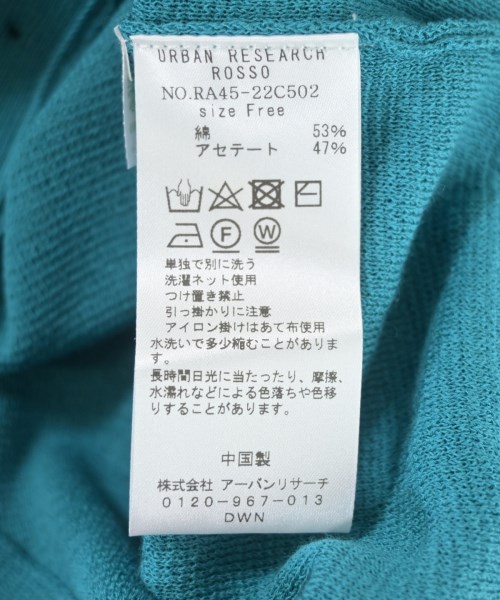 URBAN RESEARCH
ROSSO
NO.RA45-22C502
size Free
綿 53%
アセテート 47%
F W
単独で別に洗う
洗濯ネット使用
つけ置き禁止
引っ掛かりに注意
アイロン掛けはあて布使用
水洗いで多少縮むことがありま
す。
長時間日光に当たったり、摩擦、
水濡れなどによる色落ちや色移
りすることがあります。
中国製
株式会社 アーバンリサーチ
0120-967-013
DWN